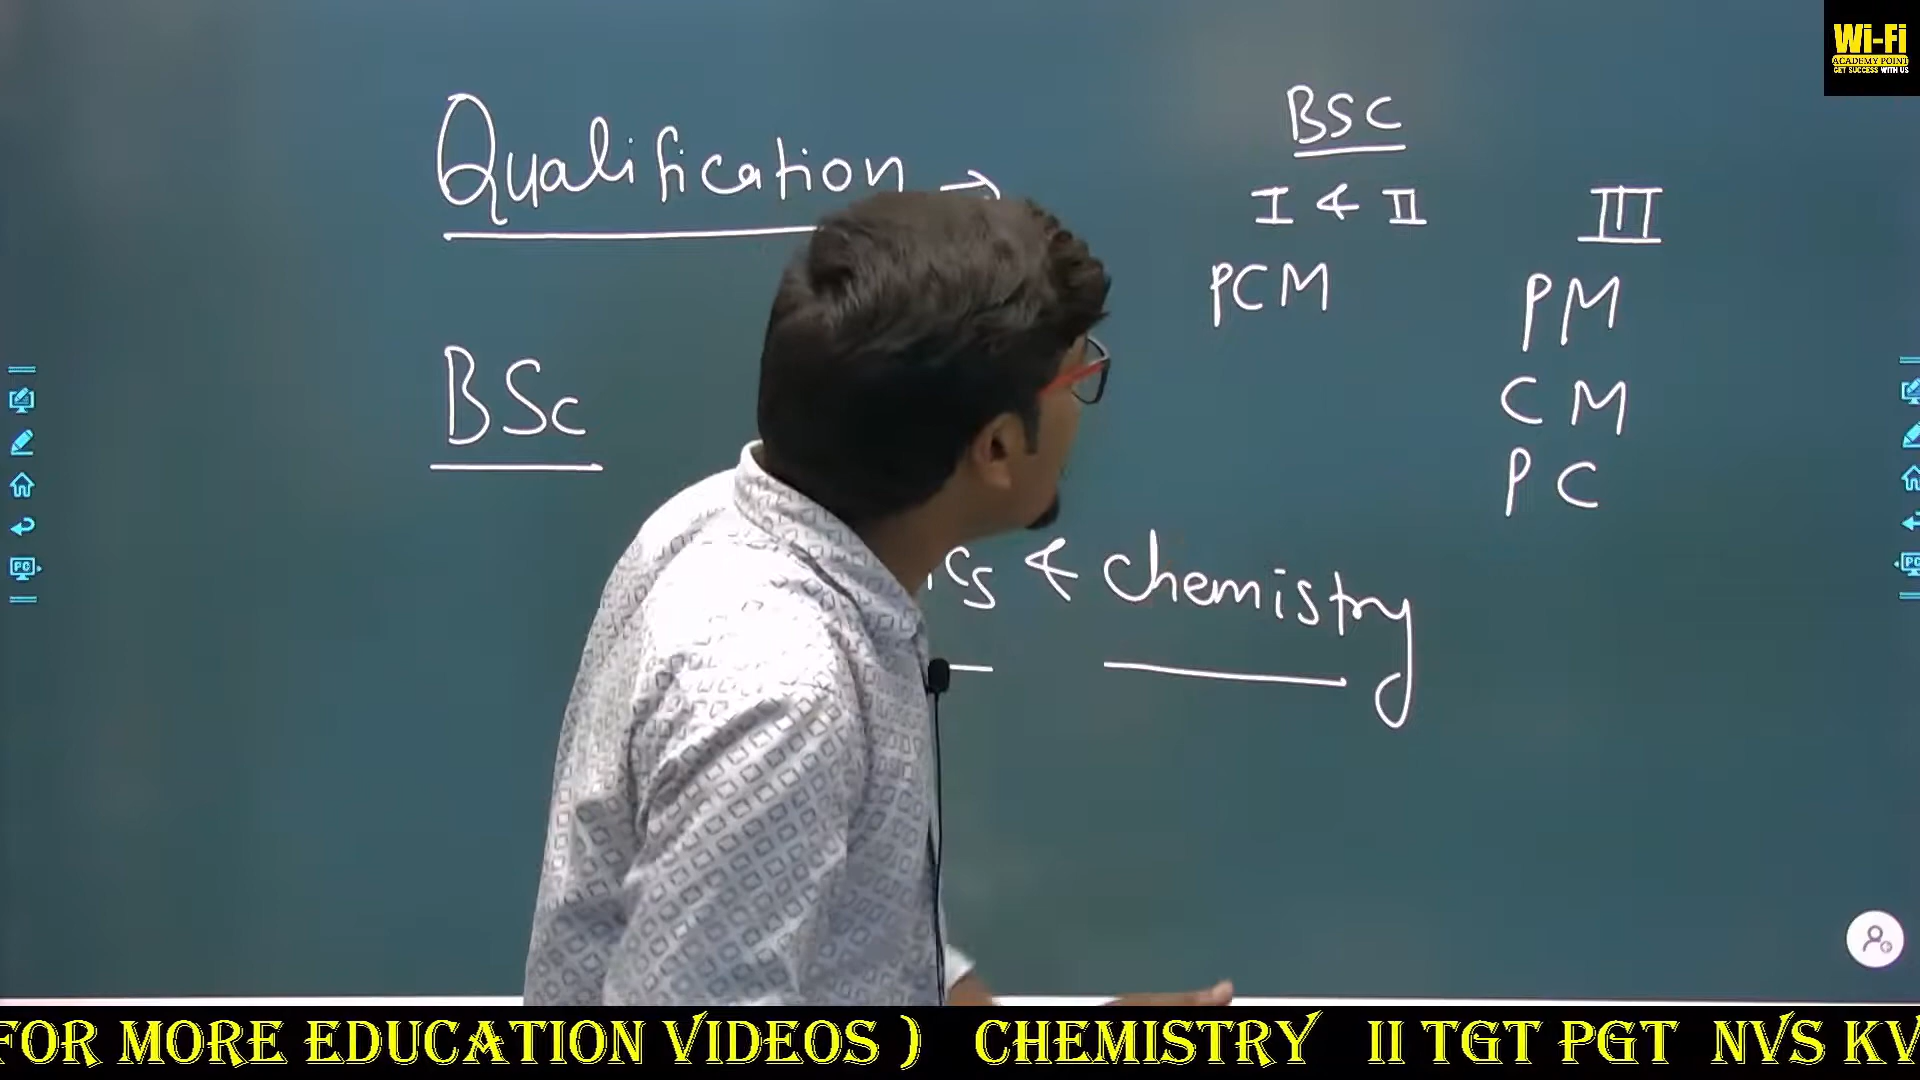 Wi-Fi
ACADEMY POINT
GET SUCCESS WITH US
Qualification →
BSc
I & II
III
PCM
PM
CM
PC
BSc
& chemistry
FOR MORE EDUCATION VIDEOS ) CHEMISTRY II TGT PGT NVS KV